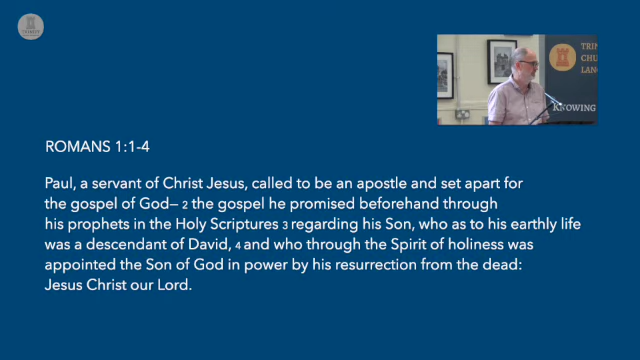 TRINITY
TRIN
CHUR
LANC
KNOWING
ROMANS 1:1-4
Paul, a servant of Christ Jesus, called to be an apostle and set apart for
the gospel of God– 2 the gospel he promised beforehand through
his prophets in the Holy Scriptures 3 regarding his Son, who as to his earthly life
was a descendant of David, 4 and who through the Spirit of holiness was
appointed the Son of God in power by his resurrection from the dead:
Jesus Christ our Lord.